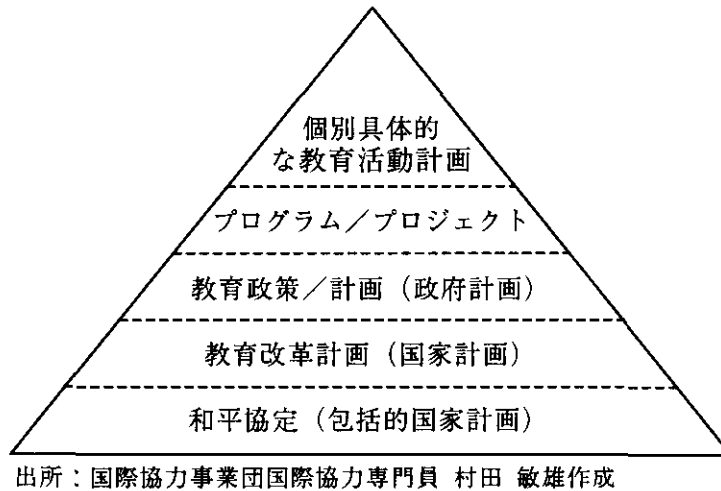 個別具体的
な教育活動計画
プログラム／プロジェクト
教育政策／計画（政府計画）
教育改革計画（国家計画）
和平協定（包括的国家計画）
出所：国際協力事業団国際協力専門員 村田 敏雄作成